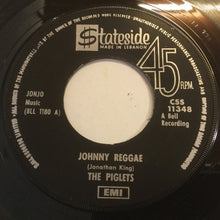 Stateside
MADE IN LEBANON
45
RPM.
JONJO
Music
(BLL 1180 A)
CSS
11348
A Bell
Recording
JOHNNY REGGAE
(Jonathan King)
THE PIGLETS
EMI